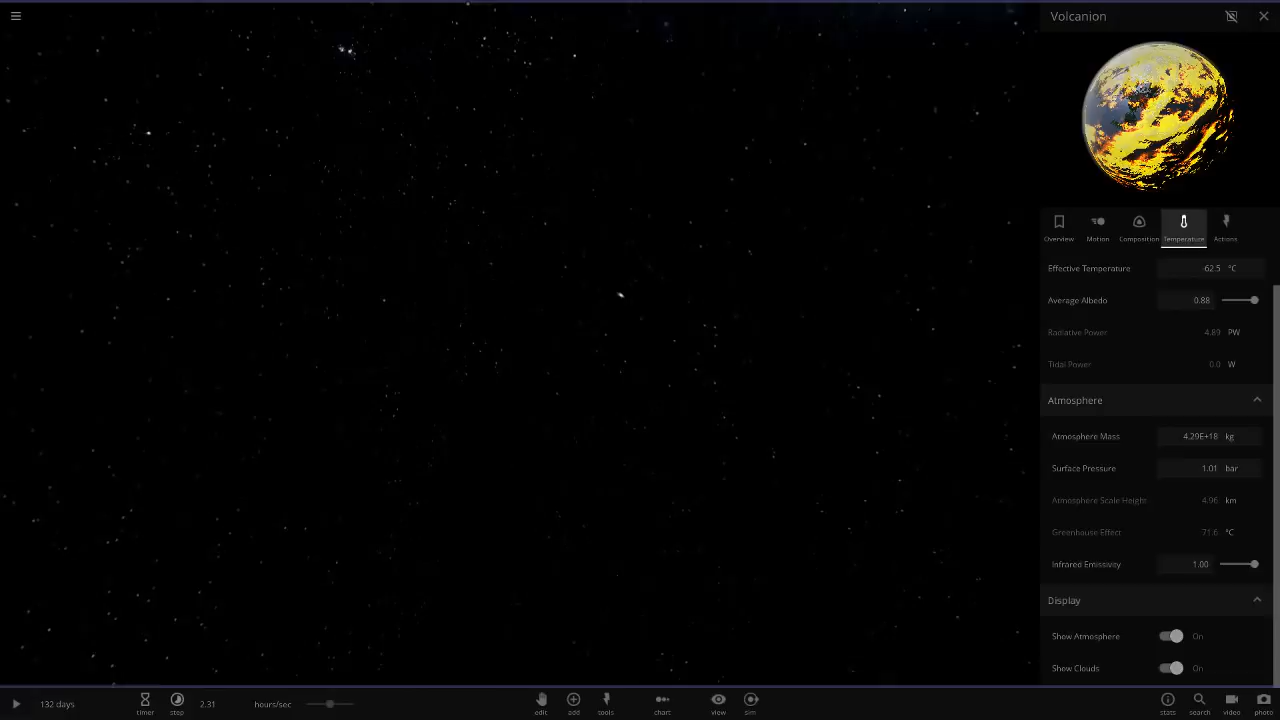 Volcanion
Overview Motion Composition Temperature Actions
Effective Temperature -62.5 °C
Average Albedo 0.88
Radiative Power 4.89 PW
Tidal Power 0.0 W
Atmosphere
Atmosphere Mass 4.29E+18 kg
Surface Pressure 1.01 bar
Atmosphere Scale Height 4.96 km
Greenhouse Effect 71.6 °C
Infrared Emissivity 1.00
Display
Show Atmosphere On
Show Clouds On
132 days timer step 2.31 hours/sec edit add tools chart view sim stats search video photo